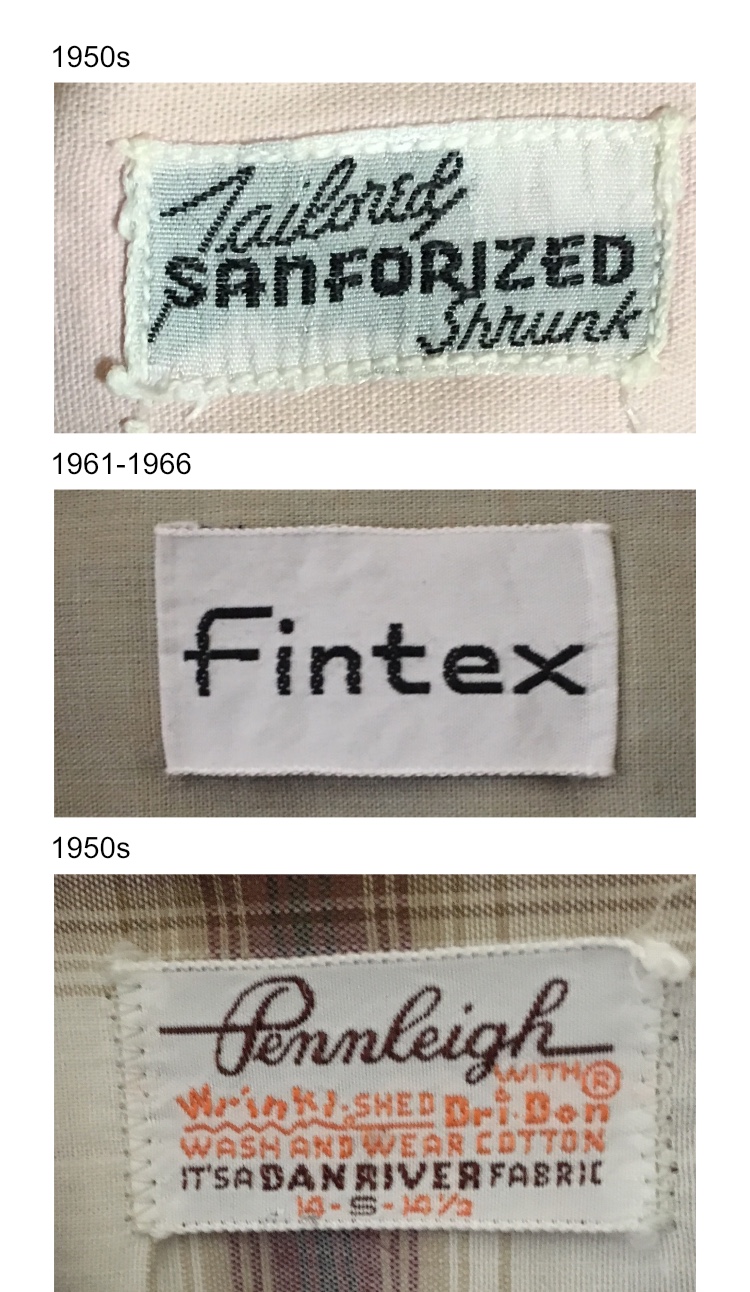 1950s
Tailored
SANFORIZED
Shrunk
1961-1966
Fintex
1950s
Pennleigh
WITH ®
Wrinkl-SHED Dri-Don
WASH AND WEAR COTTON
IT'S A DAN RIVER FABRIC
14-S-14½